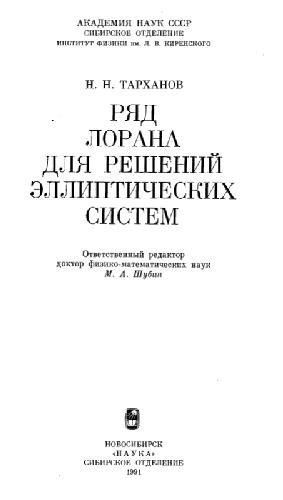 АКАДЕМИЯ НАУК СССР
СИБИРСКОЕ ОТДЕЛЕНИЕ
ИНСТИТУТ ФИЗИКИ им. Л. В. КИРЕНСКОГО
Н. Н. ТАРХАНОВ
РЯД
ЛОРАНА
ДЛЯ РЕШЕНИЙ
ЭЛЛИПТИЧЕСКИХ
СИСТЕМ
Ответственный редактор
доктор физико-математических наук
М. А. Шубин
НОВОСИБИРСК
«НАУКА»
СИБИРСКОЕ ОТДЕЛЕНИЕ
1991